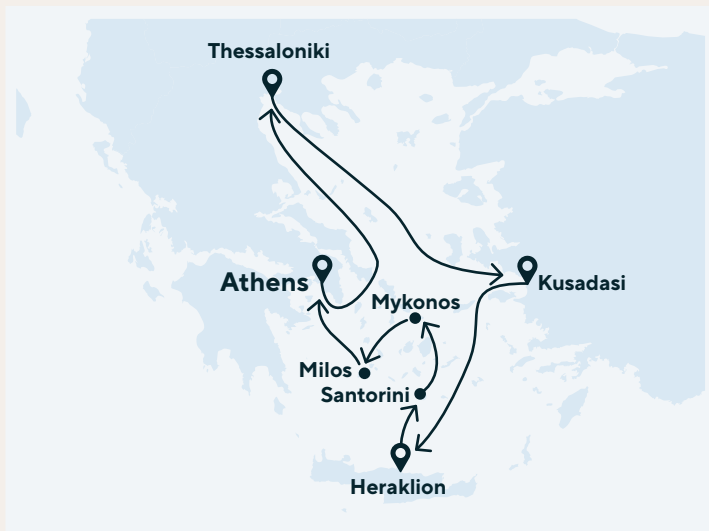 Thessaloniki
Athens
Kusadasi
Mykonos
Milos
Santorini
Heraklion